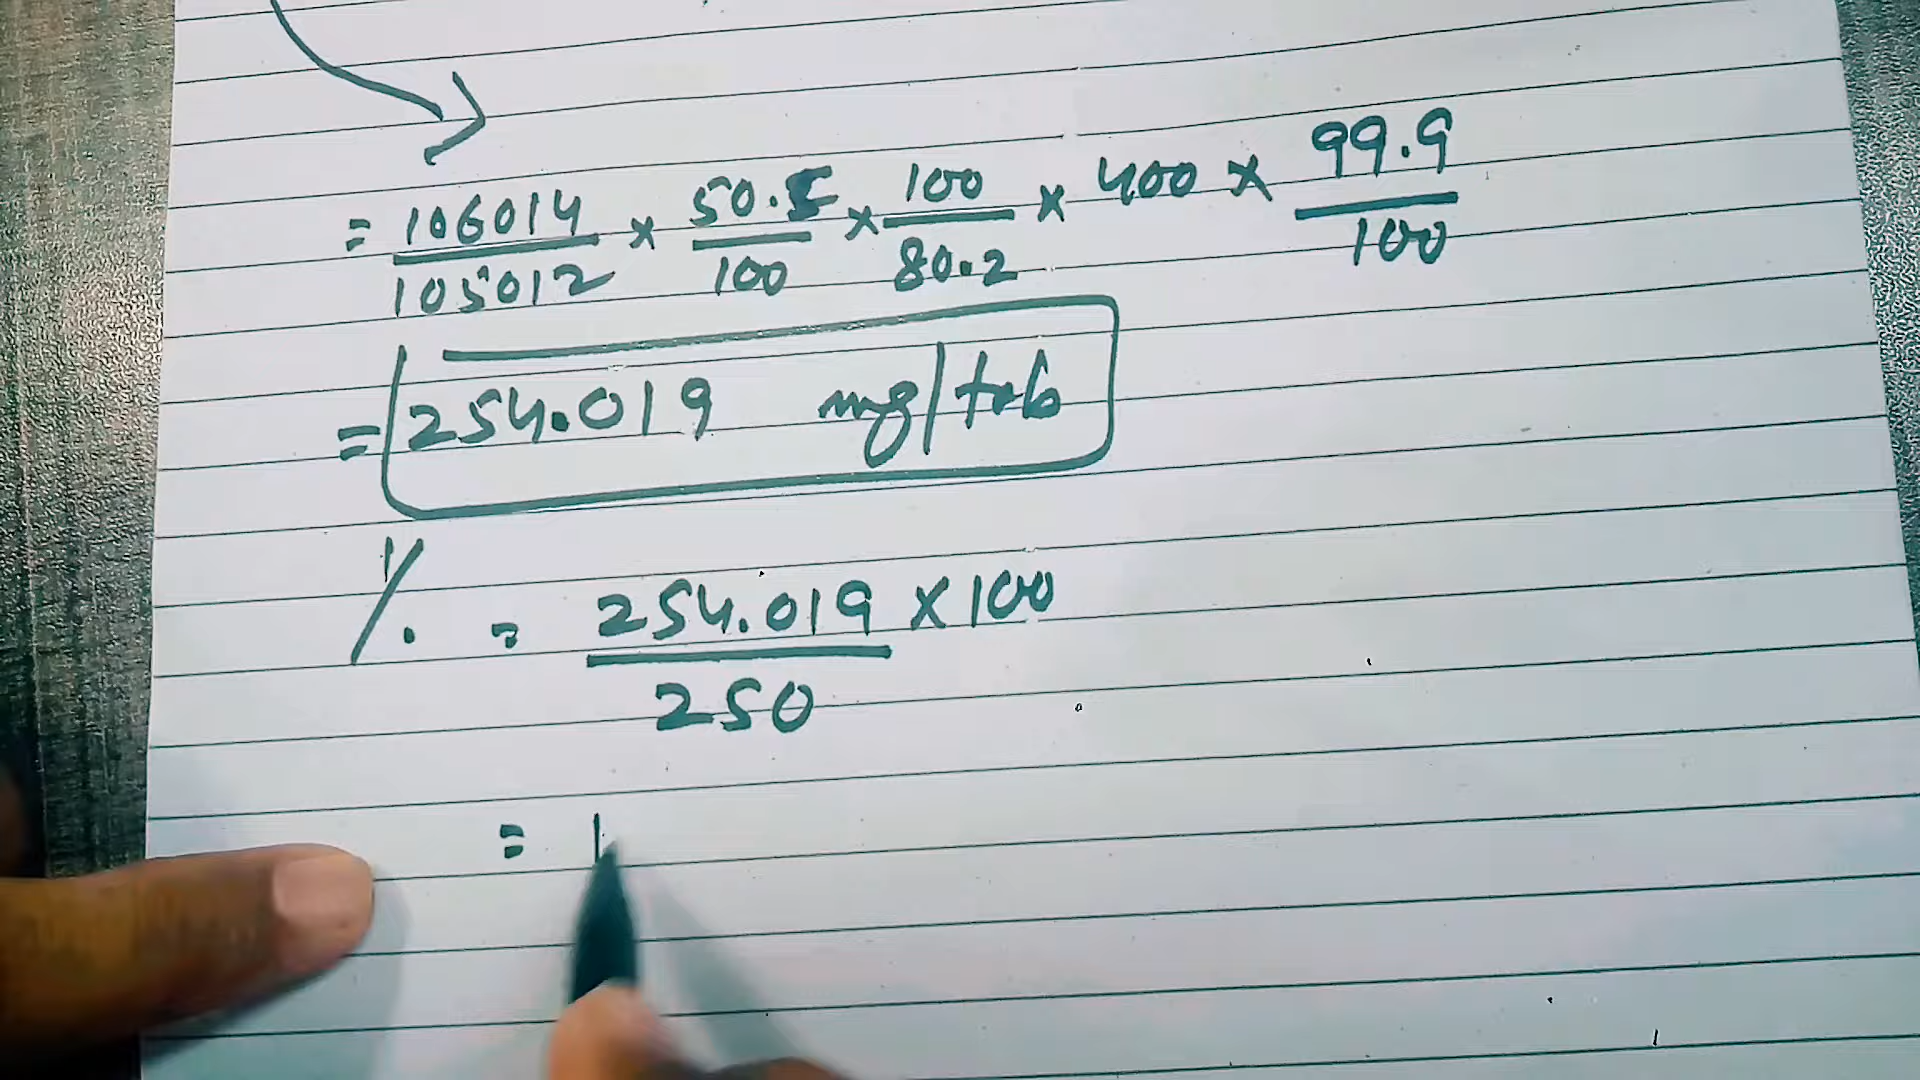 = 106014/105012 × 50.5/100 × 100/80.2 × 400 × 99.9/100
= 254.019 mg/tab
% = 254.019/250 × 100
= 1